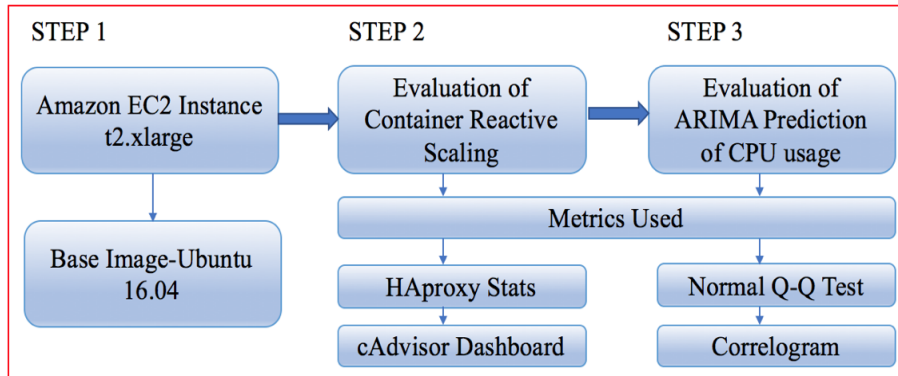 STEP 1
STEP 2
STEP 3
Amazon EC2 Instance
t2.xlarge
Evaluation of
Container Reactive
Scaling
Evaluation of
ARIMA Prediction
of CPU usage
Metrics Used
Base Image-Ubuntu
16.04
HAproxy Stats
Normal Q-Q Test
cAdvisor Dashboard
Correlogram